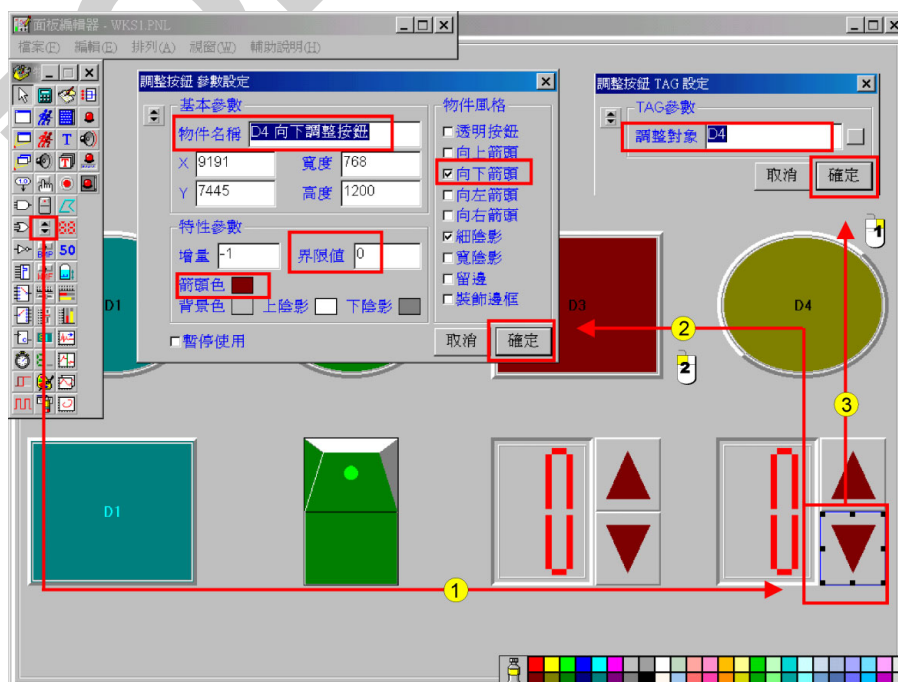 面板編輯器 - WKS1.PNL
檔案(F) 編輯(E) 排列(A) 視窗(W) 輔助說明(H)
調整按鈕 參數設定
基本參數
物件名稱 D4 向下調整按鈕
X 9191 寬度 768
Y 7445 高度 1200
特性參數
增量 -1 界限值 0
箭頭色
背景色 上陰影 下陰影
暫停使用
物件風格
透明按鈕
向上箭頭
向下箭頭
向左箭頭
向右箭頭
細陰影
寬陰影
留邊
裝飾邊框
取消 確定
調整按鈕 TAG 設定
TAG參數
調整對象 D4
取消 確定
T
50
BMP
1
D1
D3
D4
2
2
3
D1
0
0
1